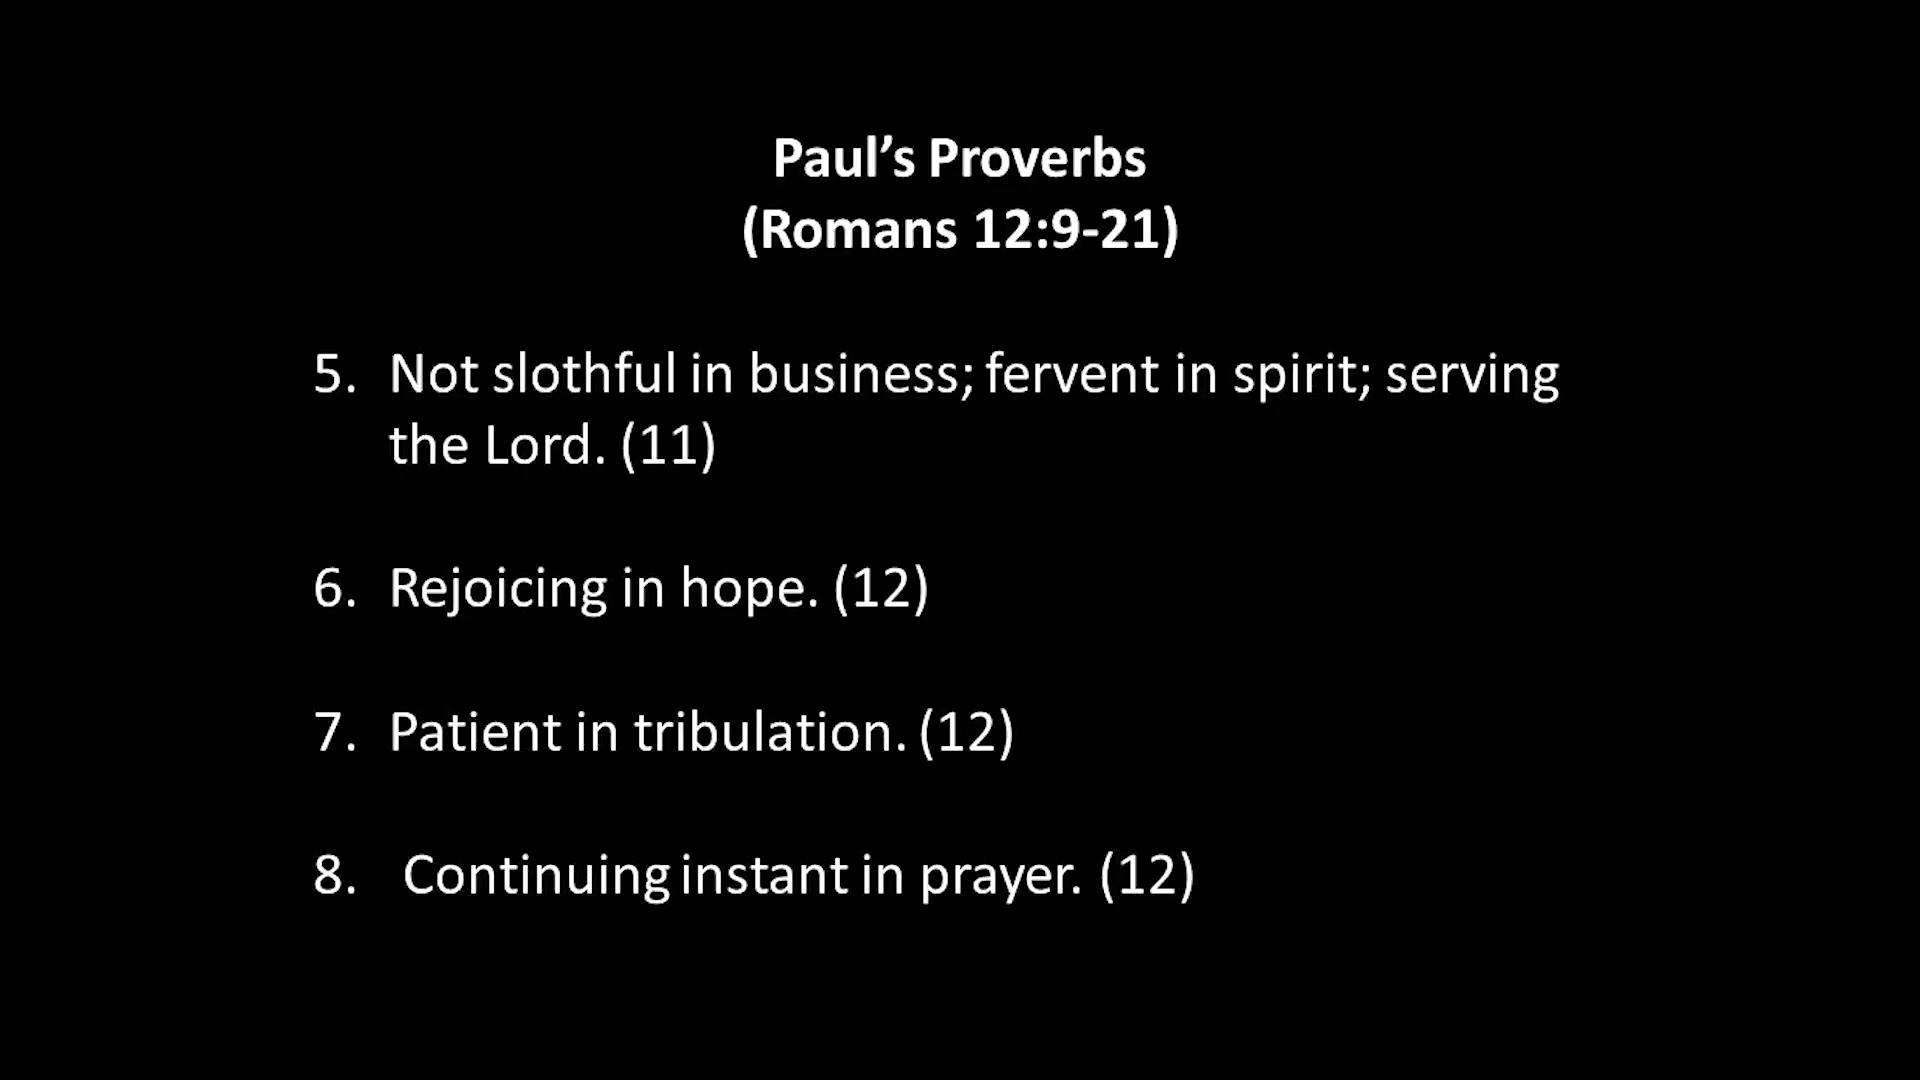 Paul’s Proverbs
(Romans 12:9-21)
5. Not slothful in business; fervent in spirit; serving
the Lord. (11)
6. Rejoicing in hope. (12)
7. Patient in tribulation. (12)
8. Continuing instant in prayer. (12)